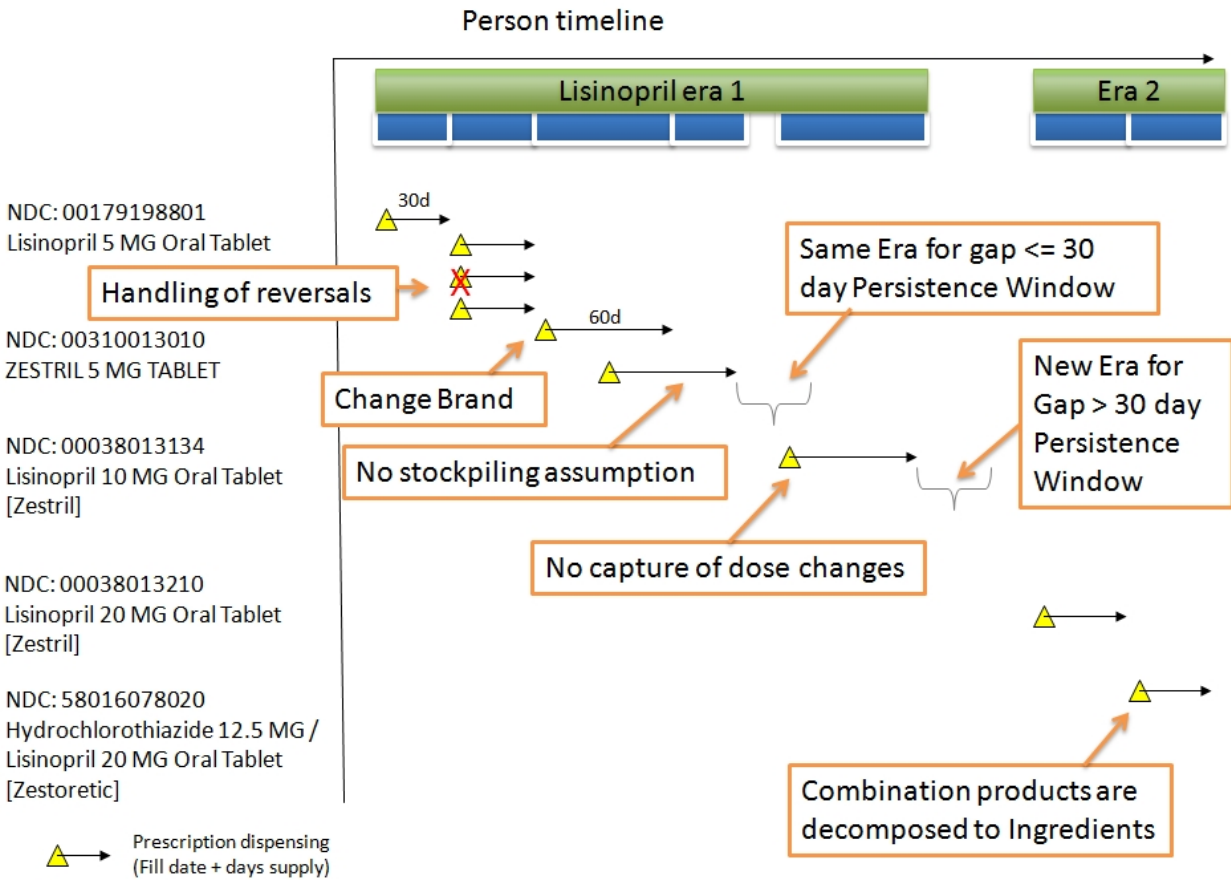 Person timeline
Lisinopril era 1
Era 2
30d
NDC: 00179198801
Lisinopril 5 MG Oral Tablet
Handling of reversals
Same Era for gap <= 30
day Persistence Window
60d
NDC: 00310013010
ZESTRIL 5 MG TABLET
Change Brand
New Era for
Gap > 30 day
Persistence
Window
No stockpiling assumption
NDC: 00038013134
Lisinopril 10 MG Oral Tablet
[Zestril]
No capture of dose changes
NDC: 00038013210
Lisinopril 20 MG Oral Tablet
[Zestril]
NDC: 58016078020
Hydrochlorothiazide 12.5 MG /
Lisinopril 20 MG Oral Tablet
[Zestoretic]
Combination products are
decomposed to Ingredients
Prescription dispensing
(Fill date + days supply)